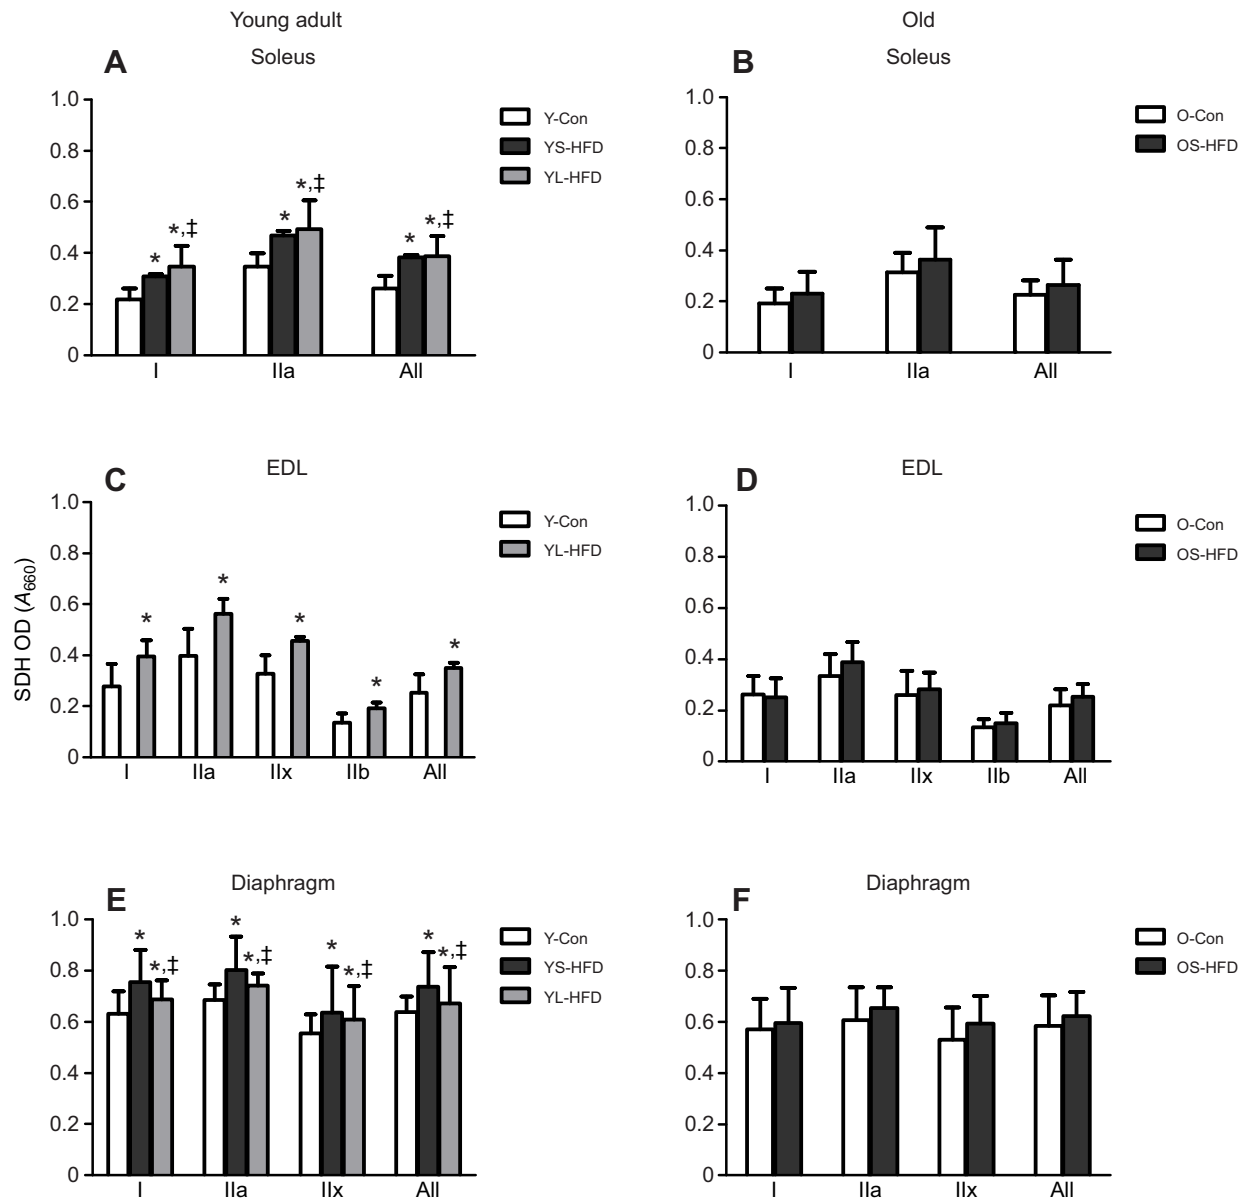 Young adult
Old
A
Soleus
1.0
0.8
0.6
0.4
0.2
0
*
*,‡
*
*,‡
*
*,‡
I
IIa
All
Y-Con
YS-HFD
YL-HFD
B
Soleus
1.0
0.8
0.6
0.4
0.2
0
I
IIa
All
O-Con
OS-HFD
SDH OD (A660)
C
EDL
1.0
0.8
0.6
0.4
0.2
0
*
*
*
*
*
I
IIa
IIx
IIb
All
Y-Con
YL-HFD
D
EDL
1.0
0.8
0.6
0.4
0.2
0
I
IIa
IIx
IIb
All
O-Con
OS-HFD
E
Diaphragm
1.0
0.8
0.6
0.4
0.2
0
*
*,‡
*
*,‡
*
*,‡
*
*,‡
I
IIa
IIx
All
Y-Con
YS-HFD
YL-HFD
F
Diaphragm
1.0
0.8
0.6
0.4
0.2
0
I
IIa
IIx
All
O-Con
OS-HFD